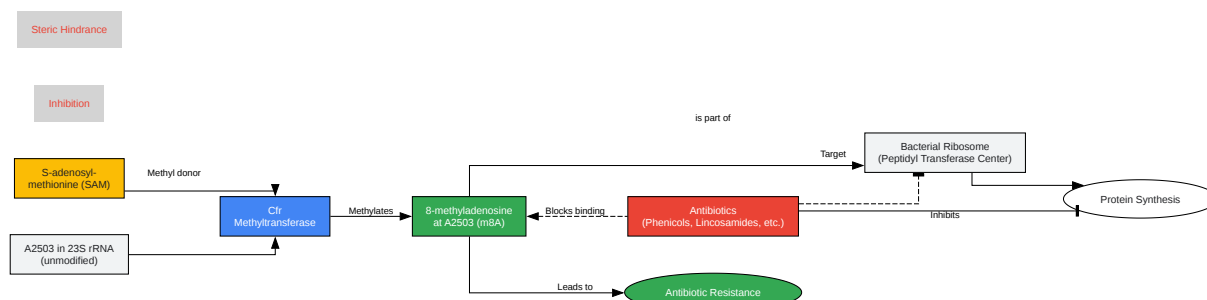 Steric Hindrance
Inhibition
is part of
S-adenosyl-
methionine (SAM)
Methyl donor
Target
Bacterial Ribosome
(Peptidyl Transferase Center)
Cfr
Methyltransferase
Methylates
8-methyladenosine
at A2503 (m8A)
Blocks binding
Antibiotics
(Phenicols, Lincosamides, etc.)
Inhibits
Protein Synthesis
A2503 in 23S rRNA
(unmodified)
Leads to
Antibiotic Resistance